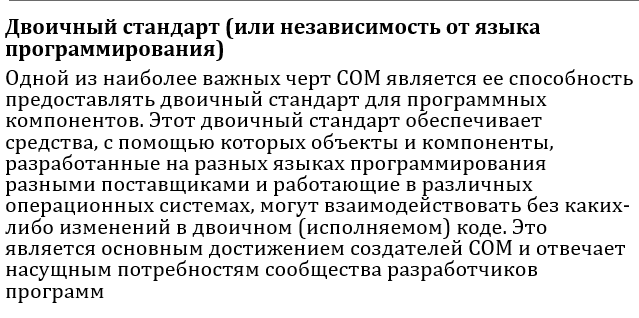 Двоичный стандарт (или независимость от языка
программирования)
Одной из наиболее важных черт COM является ее способность
предоставлять двоичный стандарт для программных
компонентов. Этот двоичный стандарт обеспечивает
средства, с помощью которых объекты и компоненты,
разработанные на разных языках программирования
разными поставщиками и работающие в различных
операционных системах, могут взаимодействовать без каких-
либо изменений в двоичном (исполняемом) коде. Это
является основным достижением создателей COM и отвечает
насущным потребностям сообщества разработчиков
программ